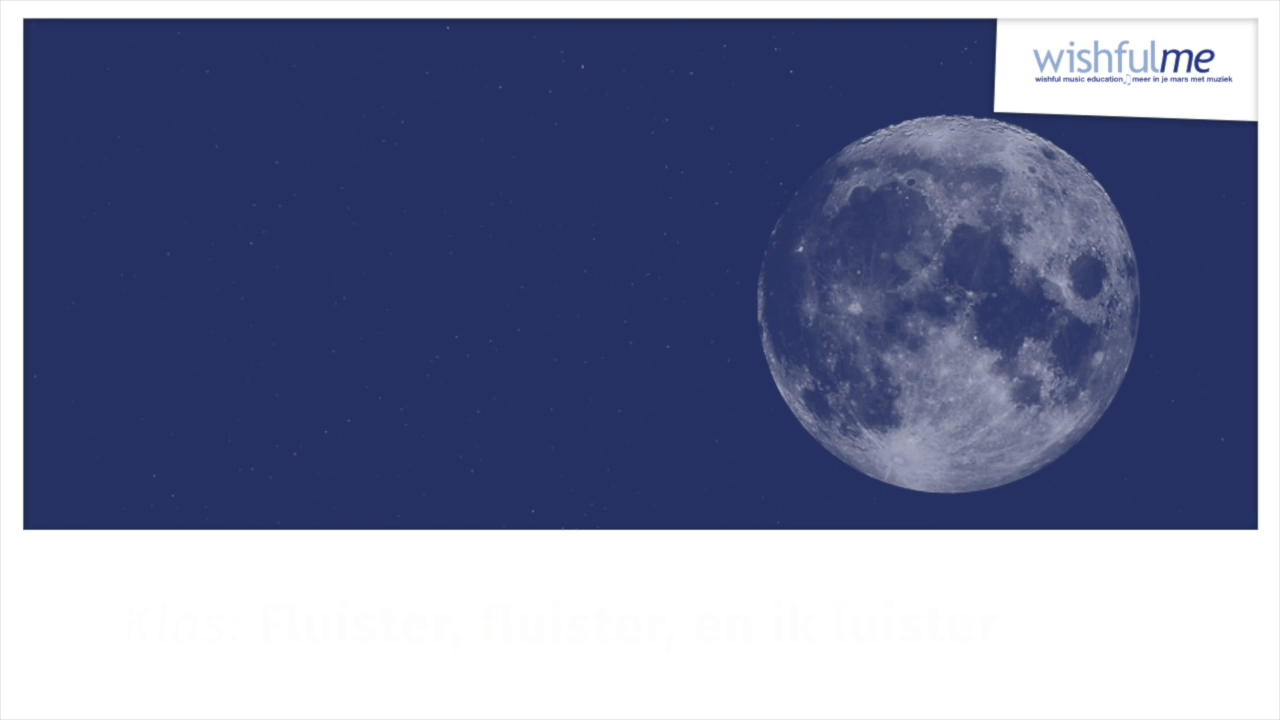 wishfulme
wishful music education meer in je mars met muziek
Klas: Fluister, fluister, en ik luister